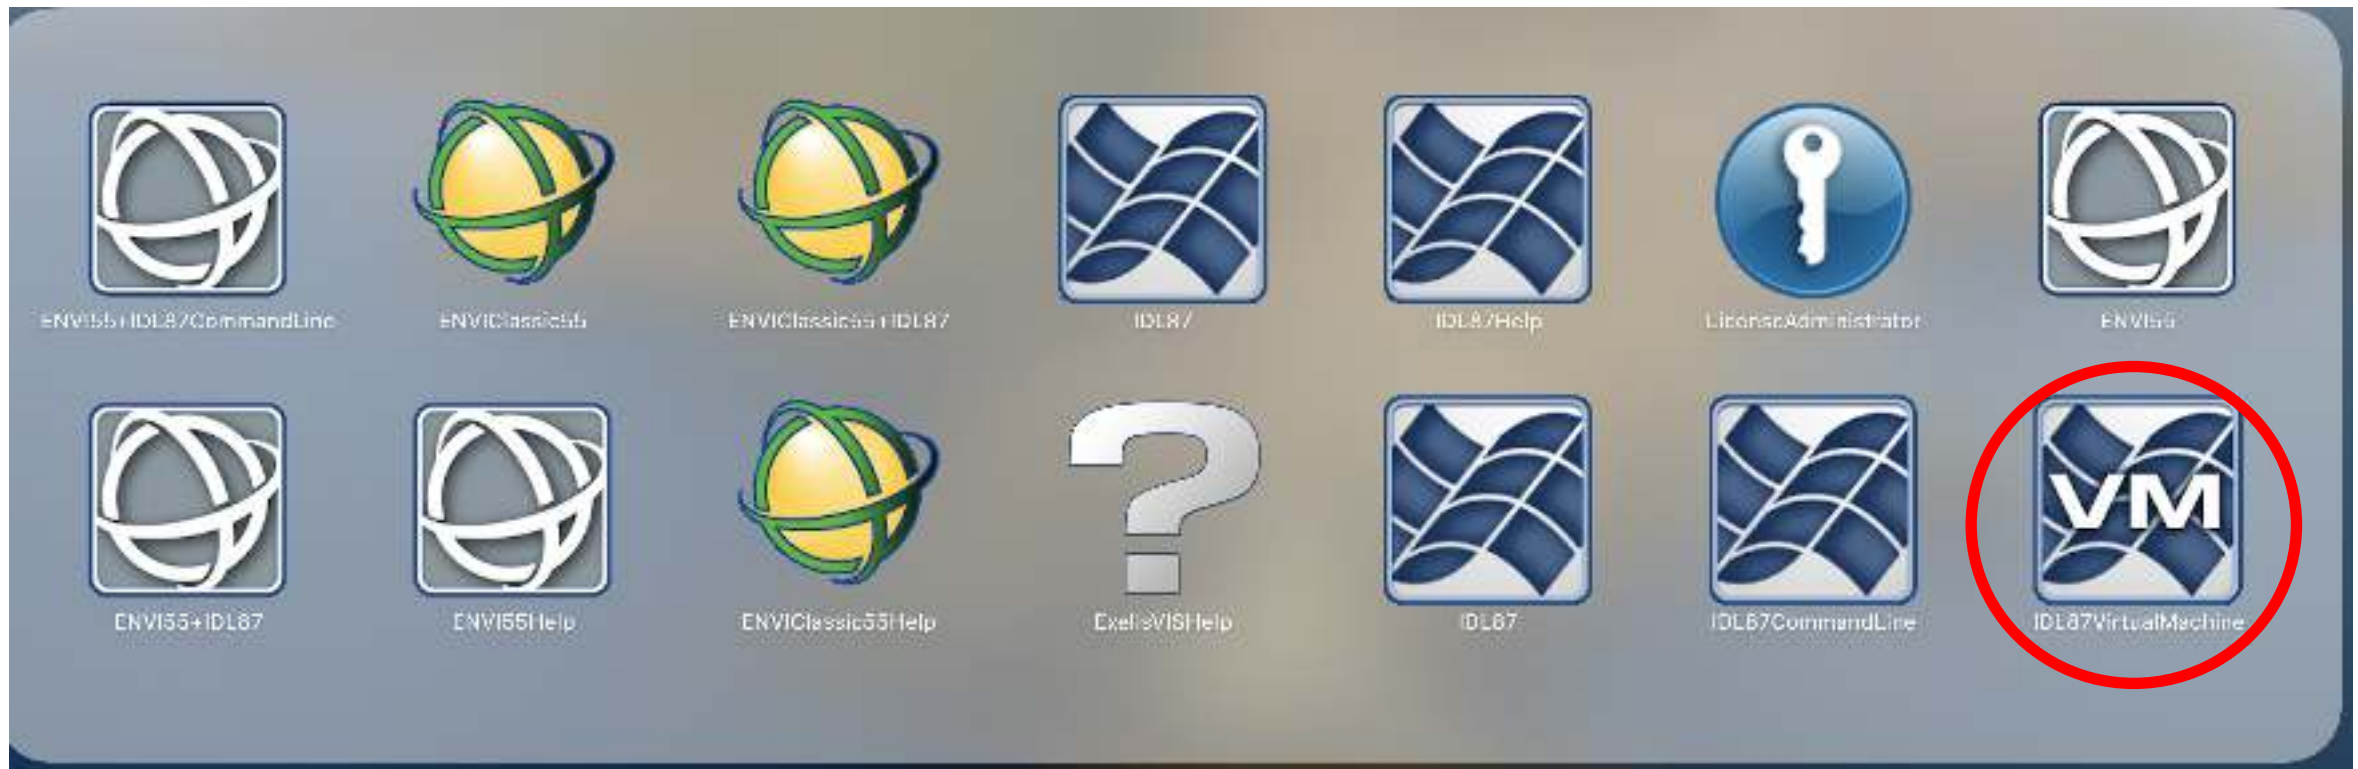 ENVI55+IDL87CommandLine
ENVIClassic55
ENVIClassic55+IDL87
IDL87
IDL87Help
LicenseAdministrator
ENVI55
VM
ENVI55+IDL87
ENVI55Help
ENVIClassic55Help
ExelisVISHelp
IDL87
IDL87CommandLine
IDL87VirtualMachine